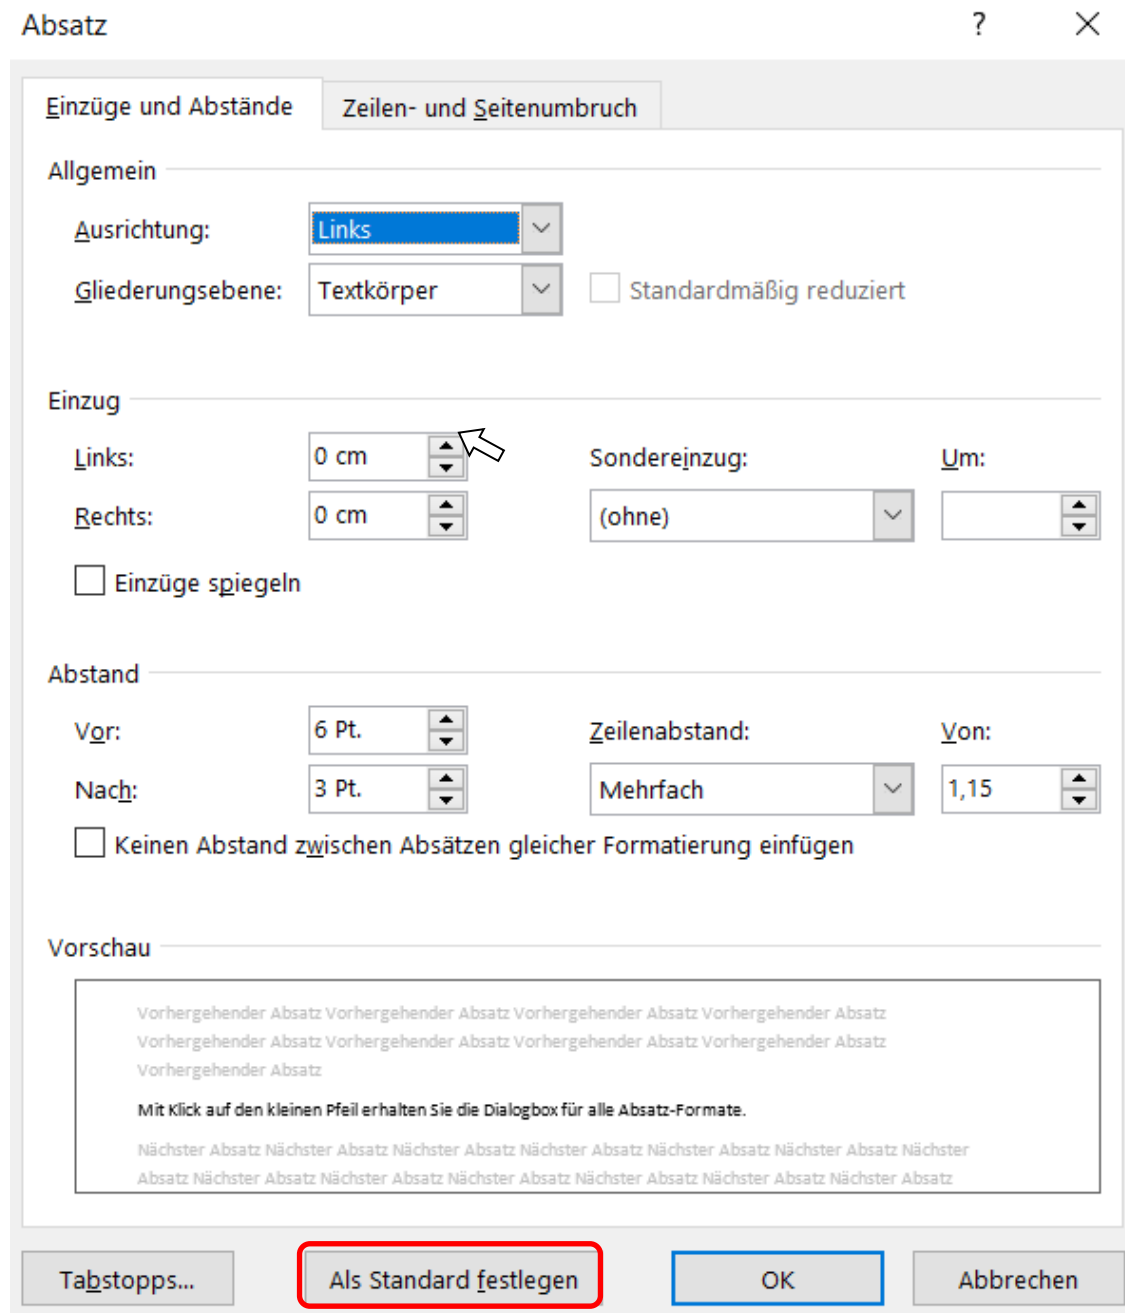 Absatz ?
Einzüge und Abstände Zeilen- und Seitenumbruch
Allgemein
Ausrichtung: Links
Gliederungsebene: Textkörper Standardmäßig reduziert
Einzug
Links: 0 cm Sondereinzug: Um:
Rechts: 0 cm (ohne)
Einzüge spiegeln
Abstand
Vor: 6 Pt. Zeilenabstand: Von:
Nach: 3 Pt. Mehrfach 1,15
Keinen Abstand zwischen Absätzen gleicher Formatierung einfügen
Vorschau
Vorhergehender Absatz Vorhergehender Absatz Vorhergehender Absatz Vorhergehender Absatz
Vorhergehender Absatz Vorhergehender Absatz Vorhergehender Absatz Vorhergehender Absatz
Vorhergehender Absatz
Mit Klick auf den kleinen Pfeil erhalten Sie die Dialogbox für alle Absatz-Formate.
Nächster Absatz Nächster Absatz Nächster Absatz Nächster Absatz Nächster Absatz Nächster Absatz Nächster
Absatz Nächster Absatz Nächster Absatz Nächster Absatz Nächster Absatz Nächster Absatz Nächster Absatz
Tabstopps... Als Standard festlegen OK Abbrechen